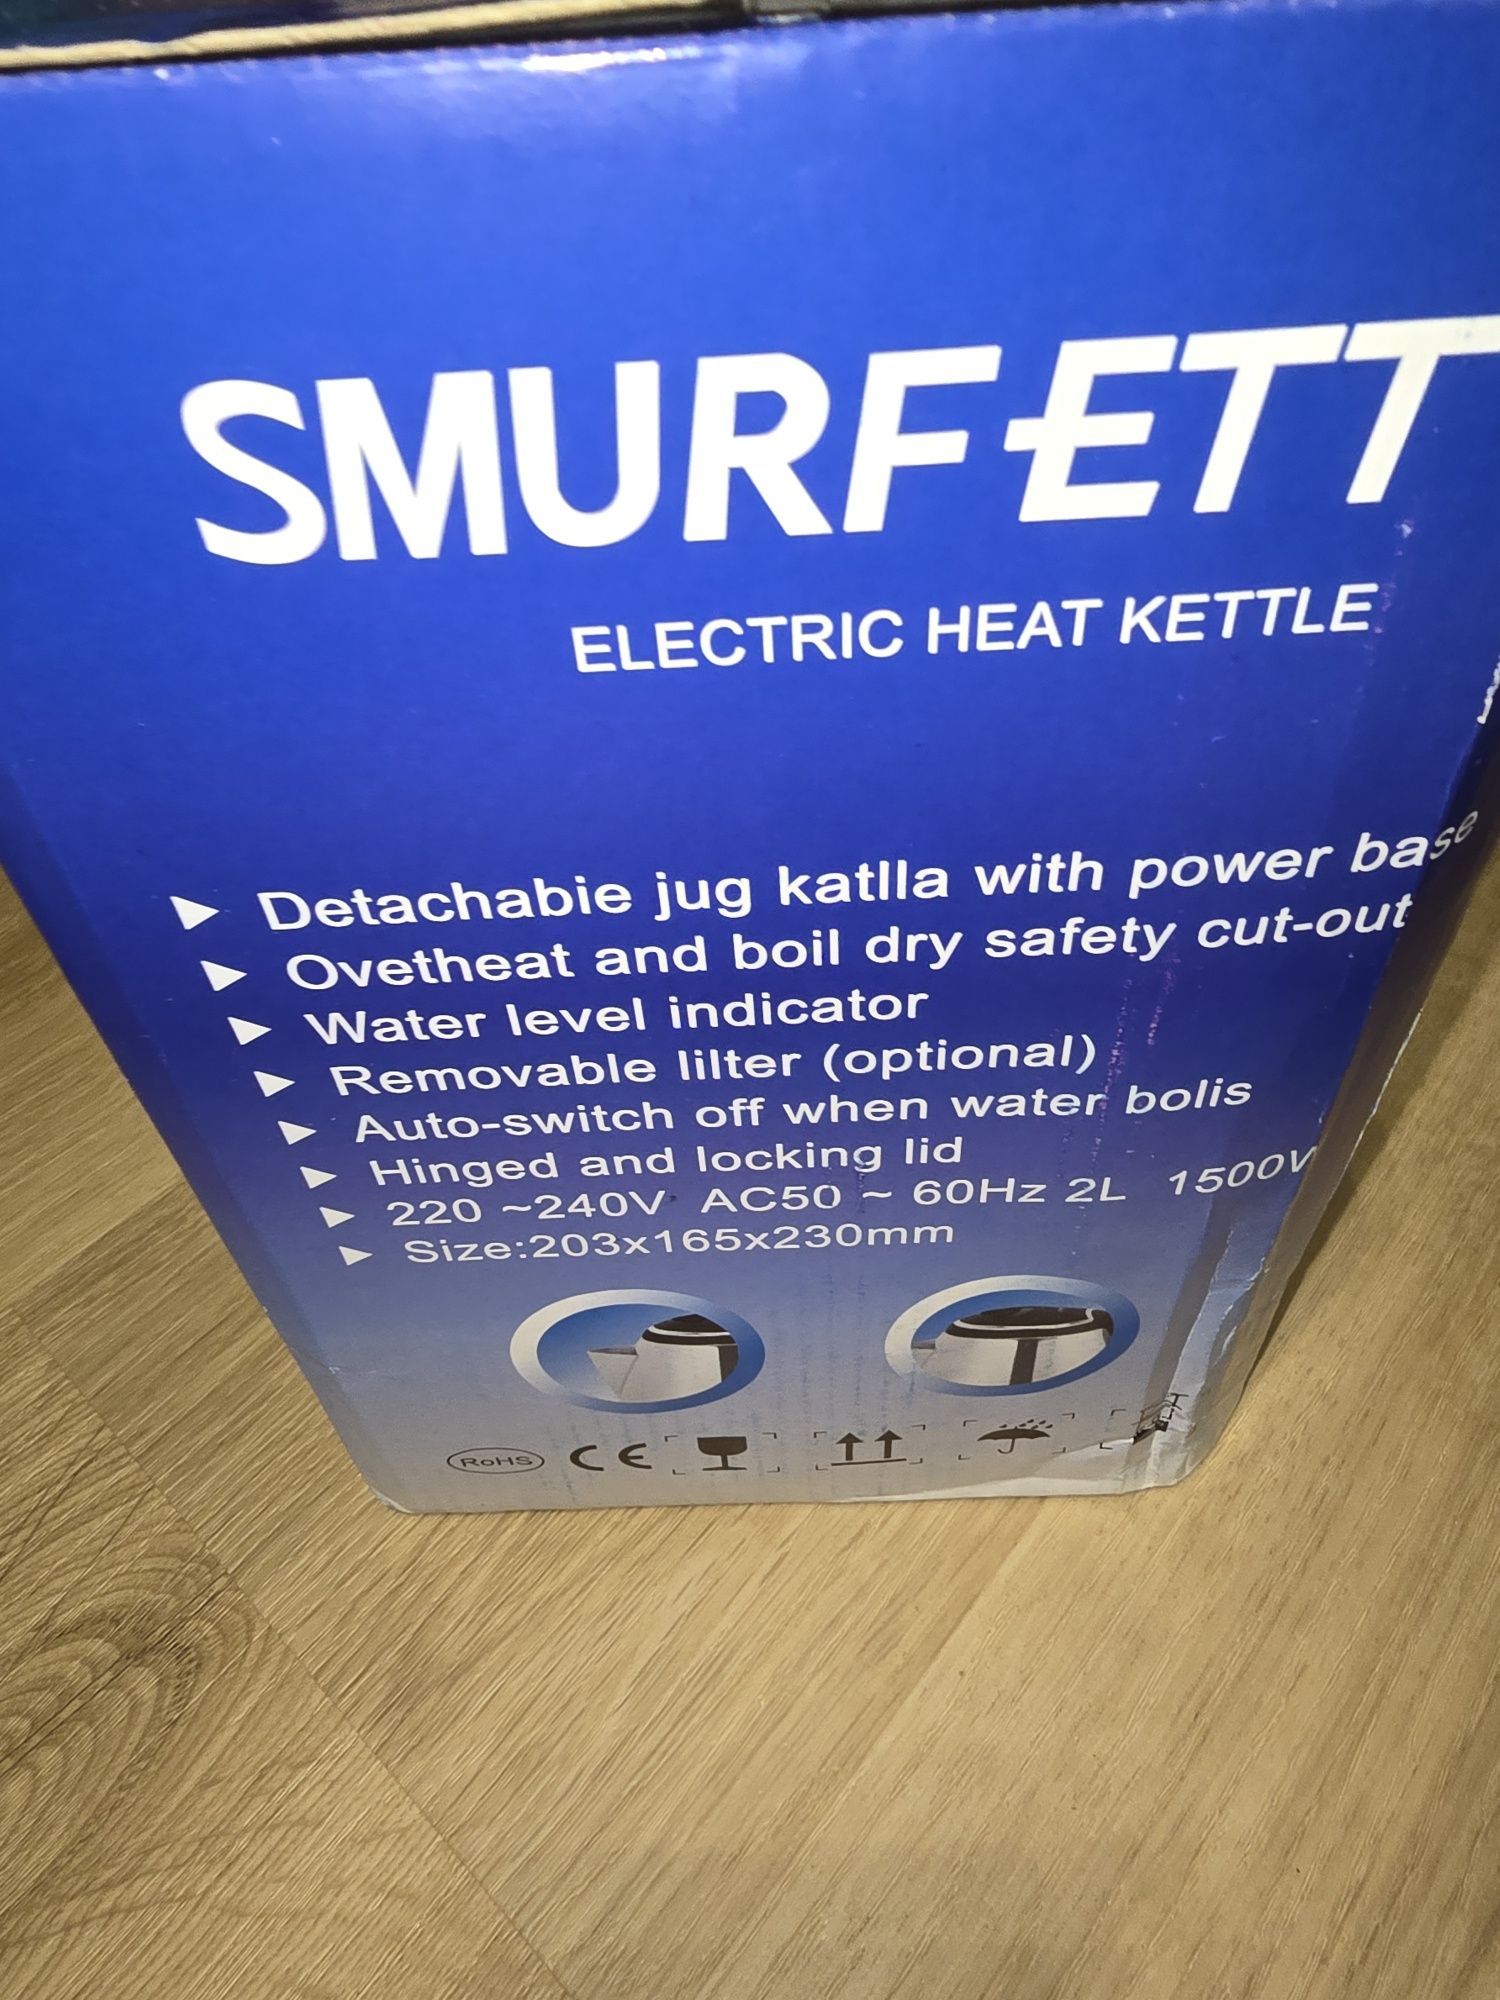 SMURFETT
ELECTRIC HEAT KETTLE
► Detachabie jug katlla with power base
► Ovetheat and boil dry safety cut-out
► Water level indicator
► Removable lilter (optional)
► Auto-switch off when water bolis
► Hinged and locking lid
► 220 ~240V AC50 ~ 60Hz 2L 1500W
► Size:203x165x230mm
RoHS CE